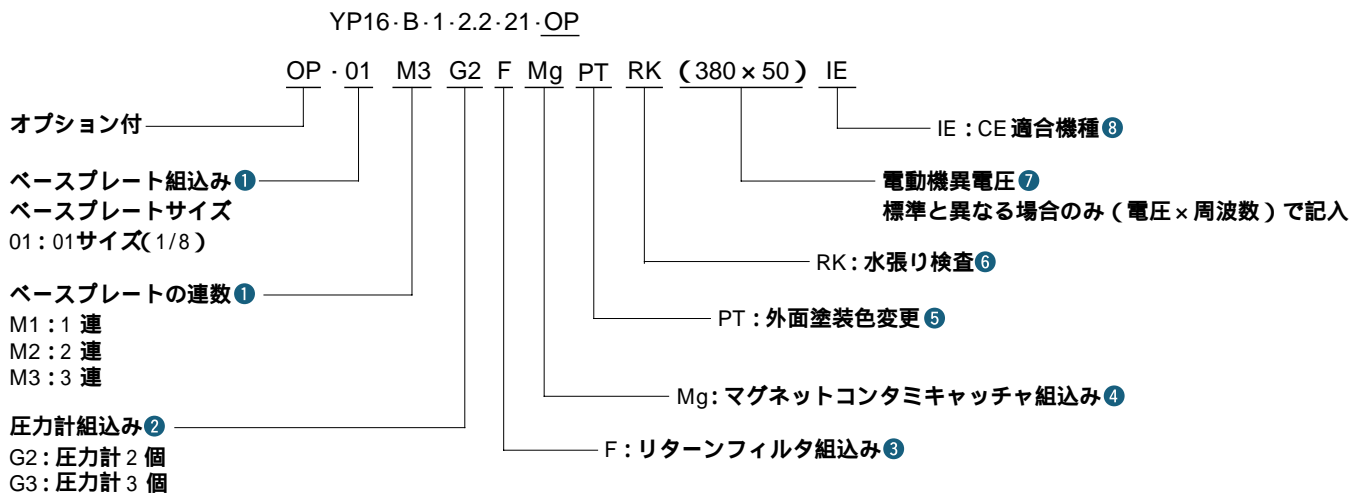 YP16·B·1·2.2·21·OP
OP · 01 M3 G2 F Mg PT RK (380×50) IE
オプション付
IE:CE適合機種❽
ベースプレート組込み❶
ベースプレートサイズ
01:01サイズ(1/8)
電動機異電圧❼
標準と異なる場合のみ(電圧×周波数)で記入
RK:水張り検査❻
ベースプレートの連数❶
M1:1 連
M2:2 連
M3:3 連
PT:外面塗装色変更❺
Mg:マグネットコンタミキャッチャ組込み❹
圧力計組込み❷
G2:圧力計 2 個
G3:圧力計 3 個
F:リターンフィルタ組込み❸